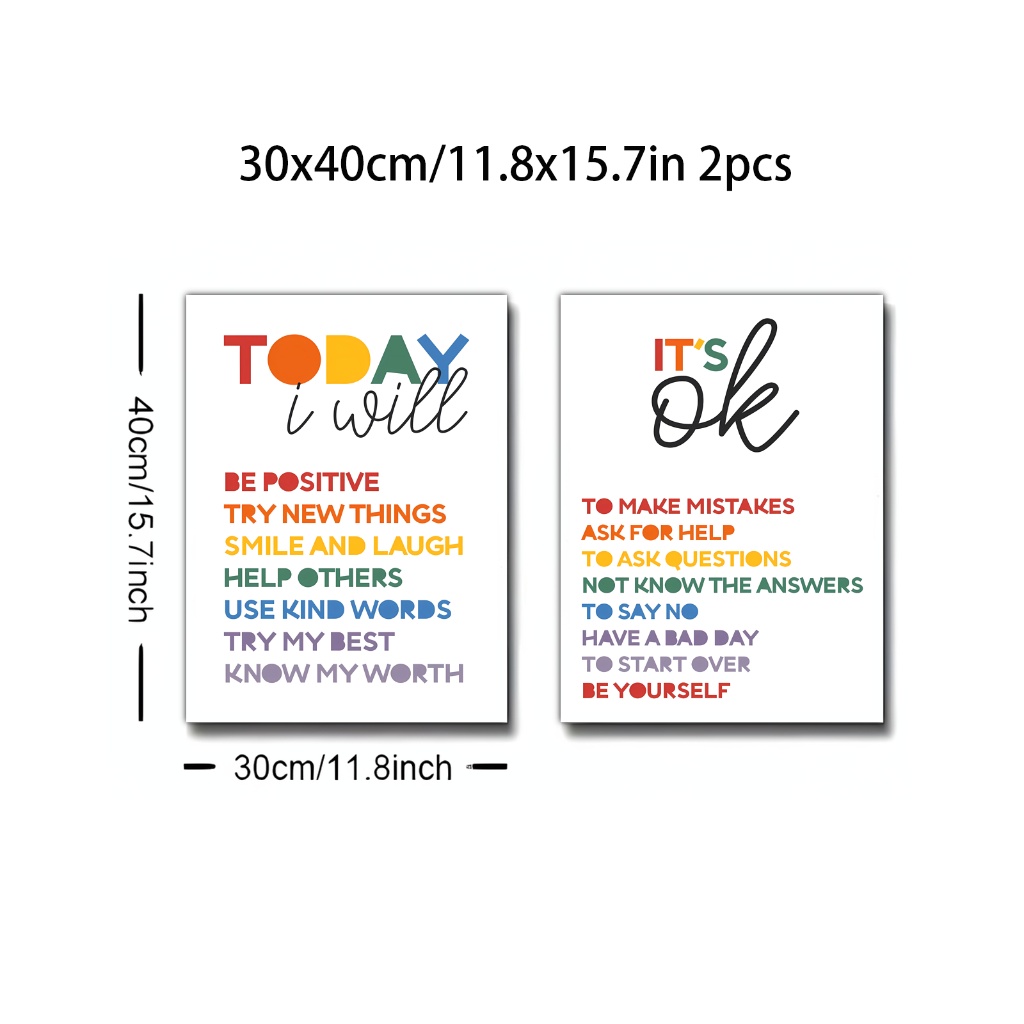 30x40cm/11.8x15.7in 2pcs
40cm/15.7inch
TODAY
i will
BE POSITIVE
TRY NEW THINGS
SMILE AND LAUGH
HELP OTHERS
USE KIND WORDS
TRY MY BEST
KNOW MY WORTH
IT'S
ok
TO MAKE MISTAKES
ASK FOR HELP
TO ASK QUESTIONS
NOT KNOW THE ANSWERS
TO SAY NO
HAVE A BAD DAY
TO START OVER
BE YOURSELF
30cm/11.8inch